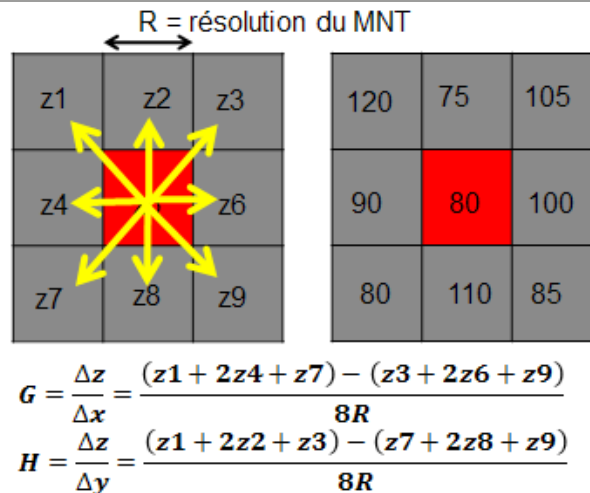 R = résolution du MNT
z1 z2 z3
z4 z6
z7 z8 z9
120 75 105
90 80 100
80 110 85
G = Δz/Δx = (z1 + 2z4 + z7) − (z3 + 2z6 + z9)/8R
H = Δz/Δy = (z1 + 2z2 + z3) − (z7 + 2z8 + z9)/8R